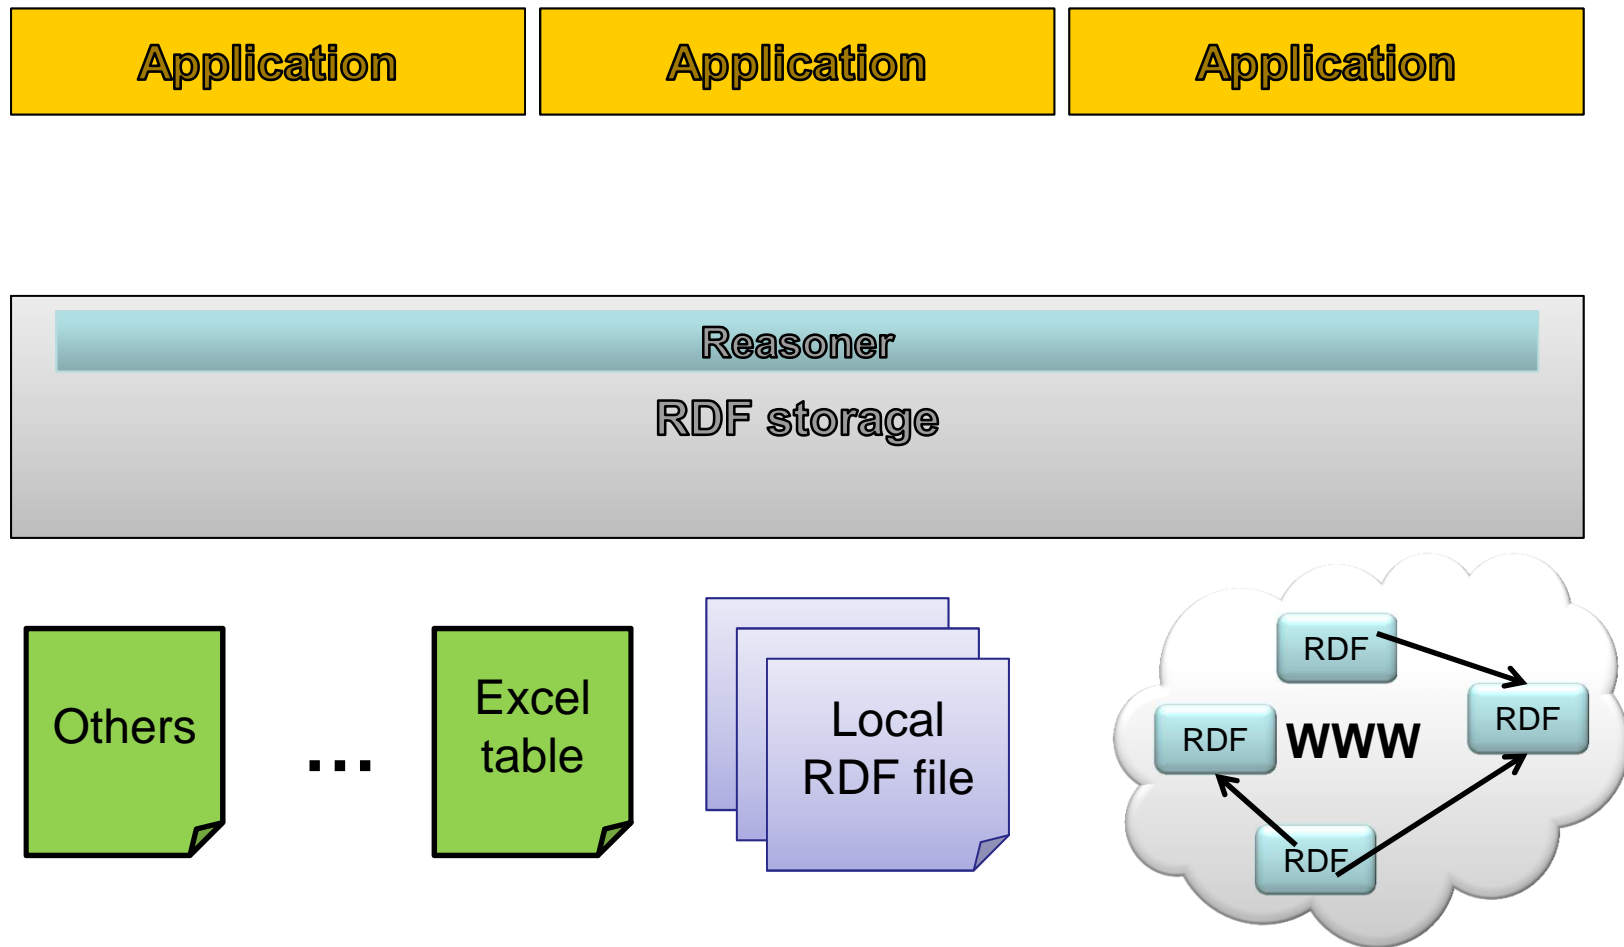 Application
Application
Application
Reasoner
RDF storage
Others
...
Excel
table
Local
RDF file
RDF
RDF
WWW
RDF
RDF